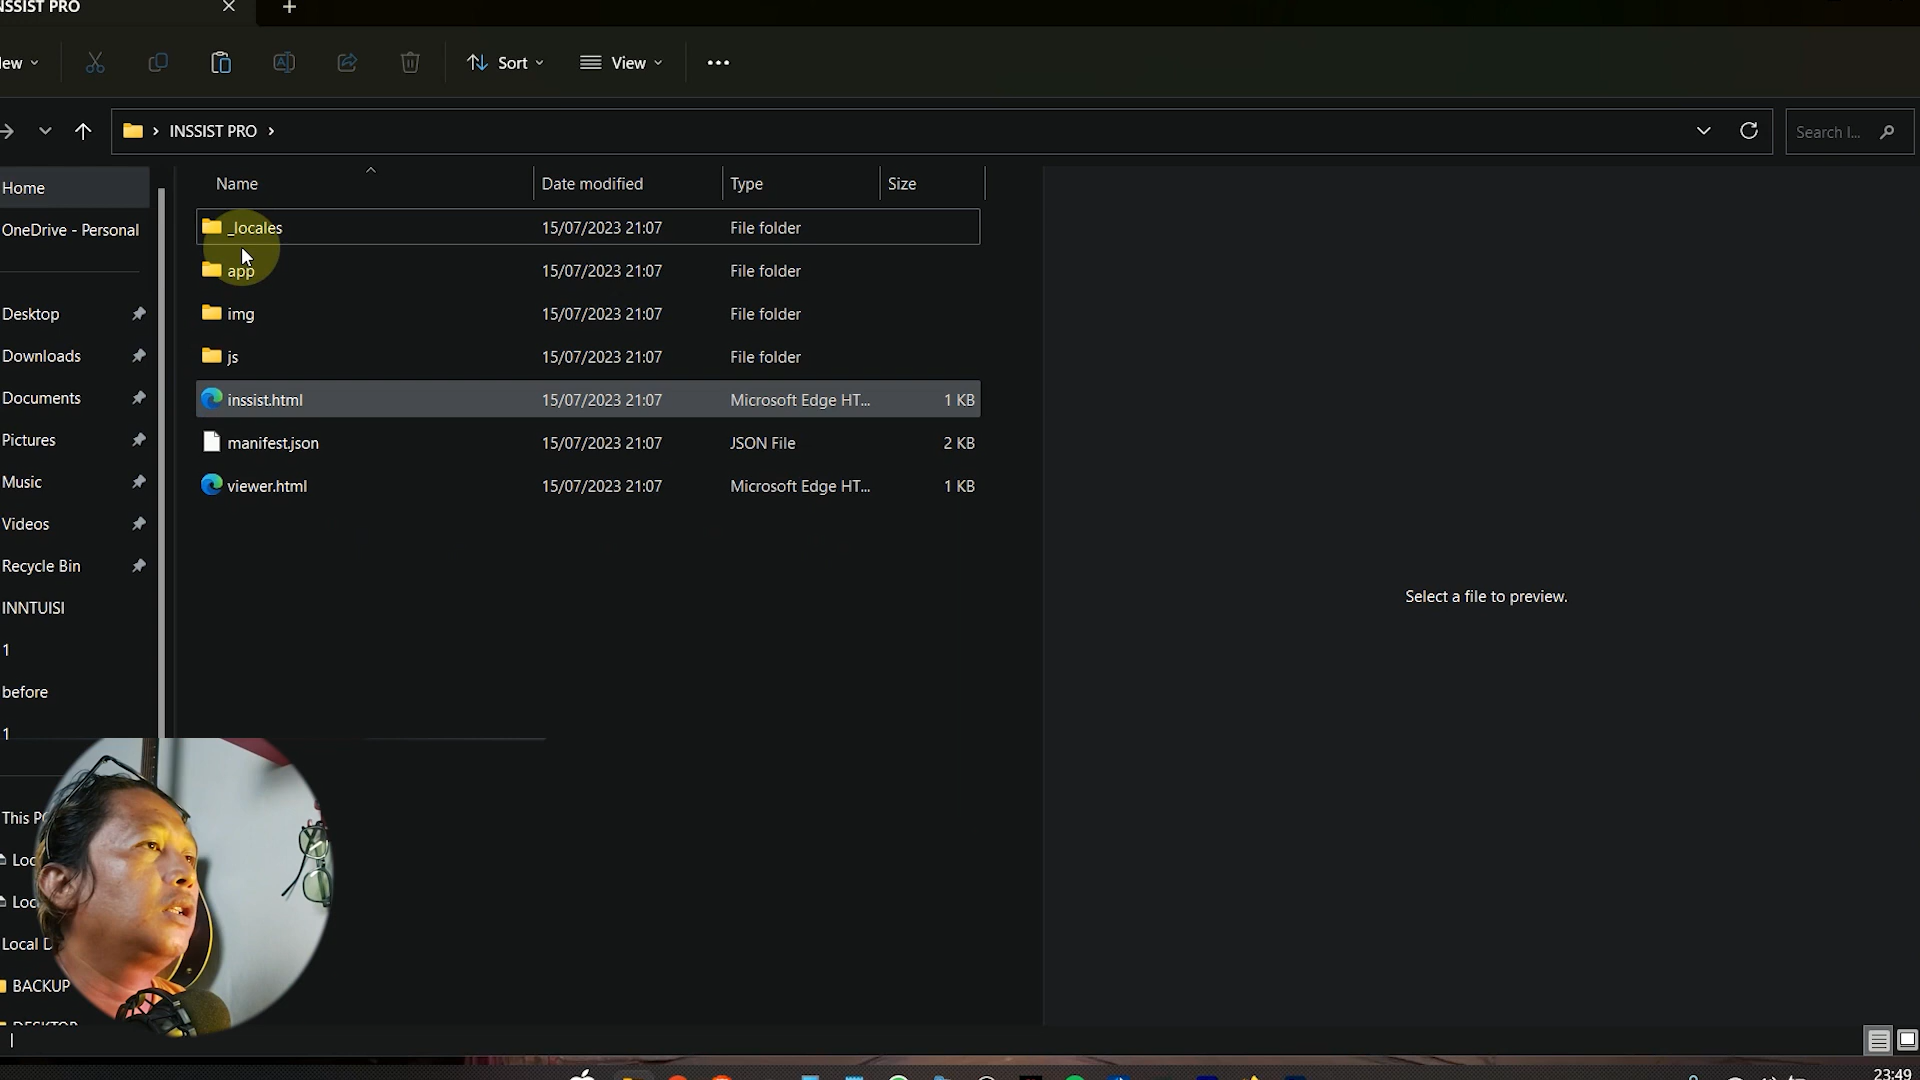 NSSIST PRO
ew
Sort
View
INSSIST PRO
Search I...
Name Date modified Type Size
_locales 15/07/2023 21:07 File folder
app 15/07/2023 21:07 File folder
img 15/07/2023 21:07 File folder
js 15/07/2023 21:07 File folder
inssist.html 15/07/2023 21:07 Microsoft Edge HT... 1 KB
manifest.json 15/07/2023 21:07 JSON File 2 KB
viewer.html 15/07/2023 21:07 Microsoft Edge HT... 1 KB
Home
OneDrive - Personal
Desktop
Downloads
Documents
Pictures
Music
Videos
Recycle Bin
INNTUISI
1
before
1
This P
Loc
Loc
Local D
BACKUP
DESKTOP
Select a file to preview.
23:49